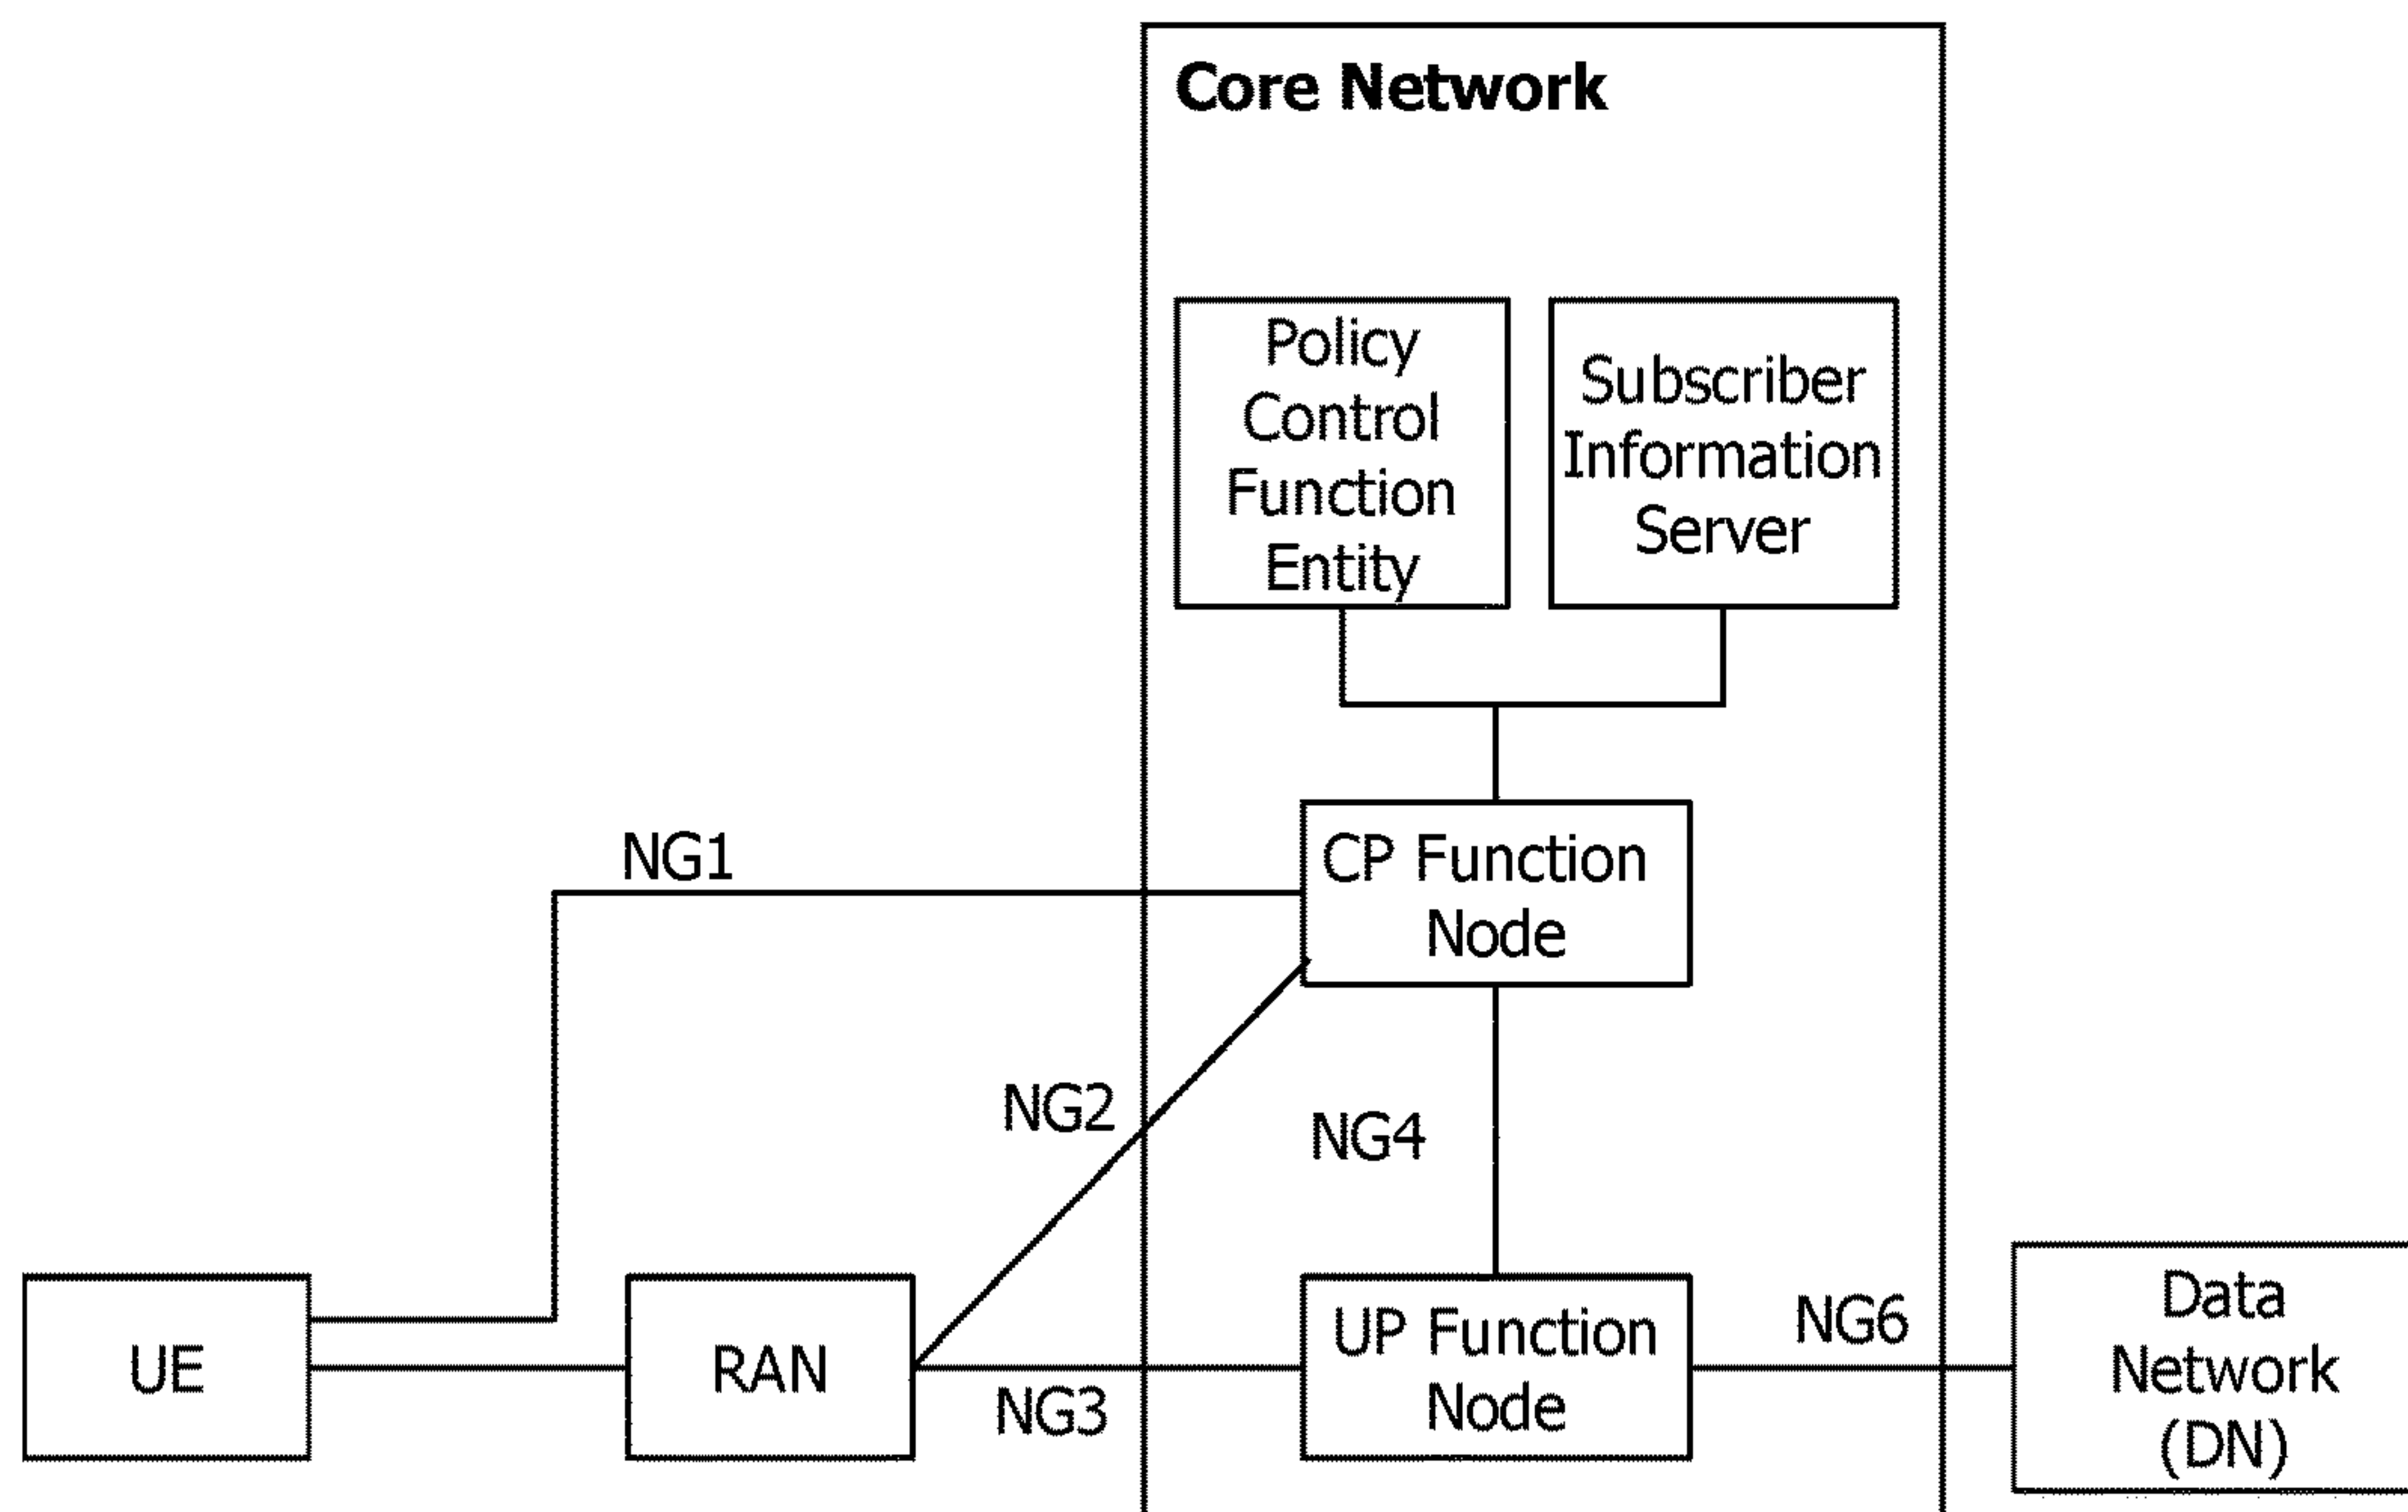 Core Network
Policy
Control
Function
Entity
Subscriber
Information
Server
NG1
CP Function
Node
NG2
NG4
UE
RAN
NG3
UP Function
Node
NG6
Data
Network
(DN)